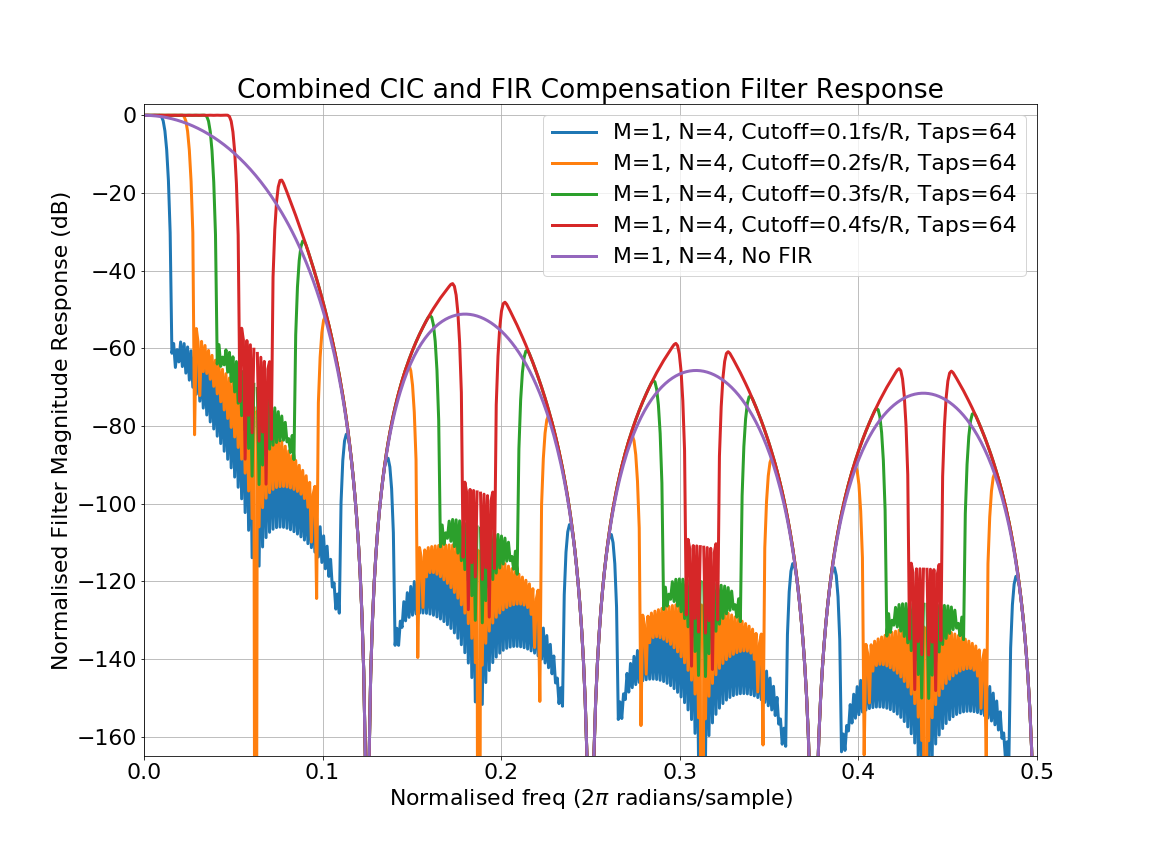 Combined CIC and FIR Compensation Filter Response
M=1, N=4, Cutoff=0.1fs/R, Taps=64
M=1, N=4, Cutoff=0.2fs/R, Taps=64
M=1, N=4, Cutoff=0.3fs/R, Taps=64
M=1, N=4, Cutoff=0.4fs/R, Taps=64
M=1, N=4, No FIR
Normalised Filter Magnitude Response (dB)
0
−20
−40
−60
−80
−100
−120
−140
−160
0.0 0.1 0.2 0.3 0.4 0.5
Normalised freq (2π radians/sample)